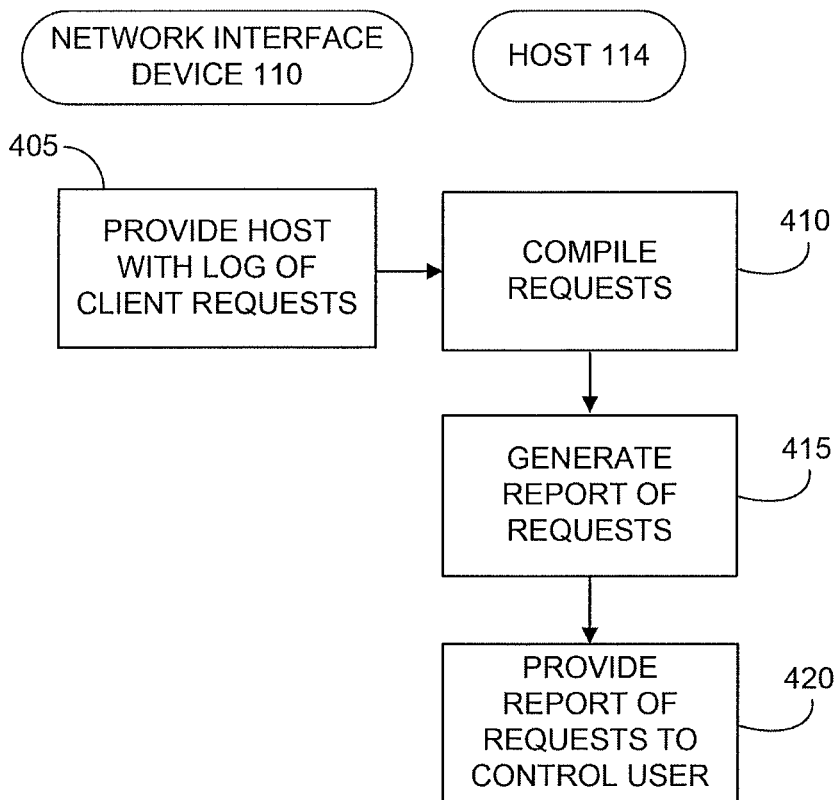 NETWORK INTERFACE
DEVICE 110
HOST 114
405
PROVIDE HOST
WITH LOG OF
CLIENT REQUESTS
COMPILE
REQUESTS
410
GENERATE
REPORT OF
REQUESTS
415
PROVIDE
REPORT OF
REQUESTS TO
CONTROL USER
420